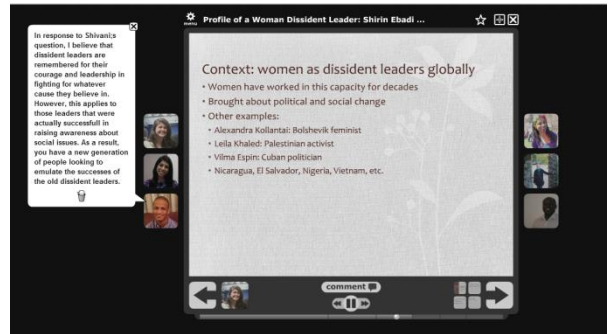 menu
Profile of a Woman Dissident Leader: Shirin Ebadi ...
In response to Shivani;s
question, I believe that
dissident leaders are
remembered for their
courage and leadership in
fighting for whatever
cause they believe in.
However, this applies to
those leaders that were
actually successfull in
raising awareness about
social issues. As a result,
you have a new generation
of people looking to
emulate the successes of
the old dissident leaders.
Context: women as dissident leaders globally
• Women have worked in this capacity for decades
• Brought about political and social change
• Other examples:
• Alexandra Kollantai: Bolshevik feminist
• Leila Khaled: Palestinian activist
• Vilma Espin: Cuban politician
• Nicaragua, El Salvador, Nigeria, Vietnam, etc.
comment